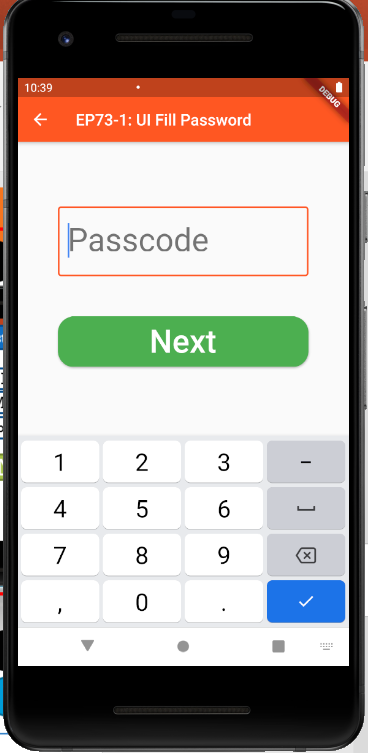 10:39
DEBUG
EP73-1: UI Fill Password
Passcode
Next
1 2 3 -
4 5 6
7 8 9
, 0 .